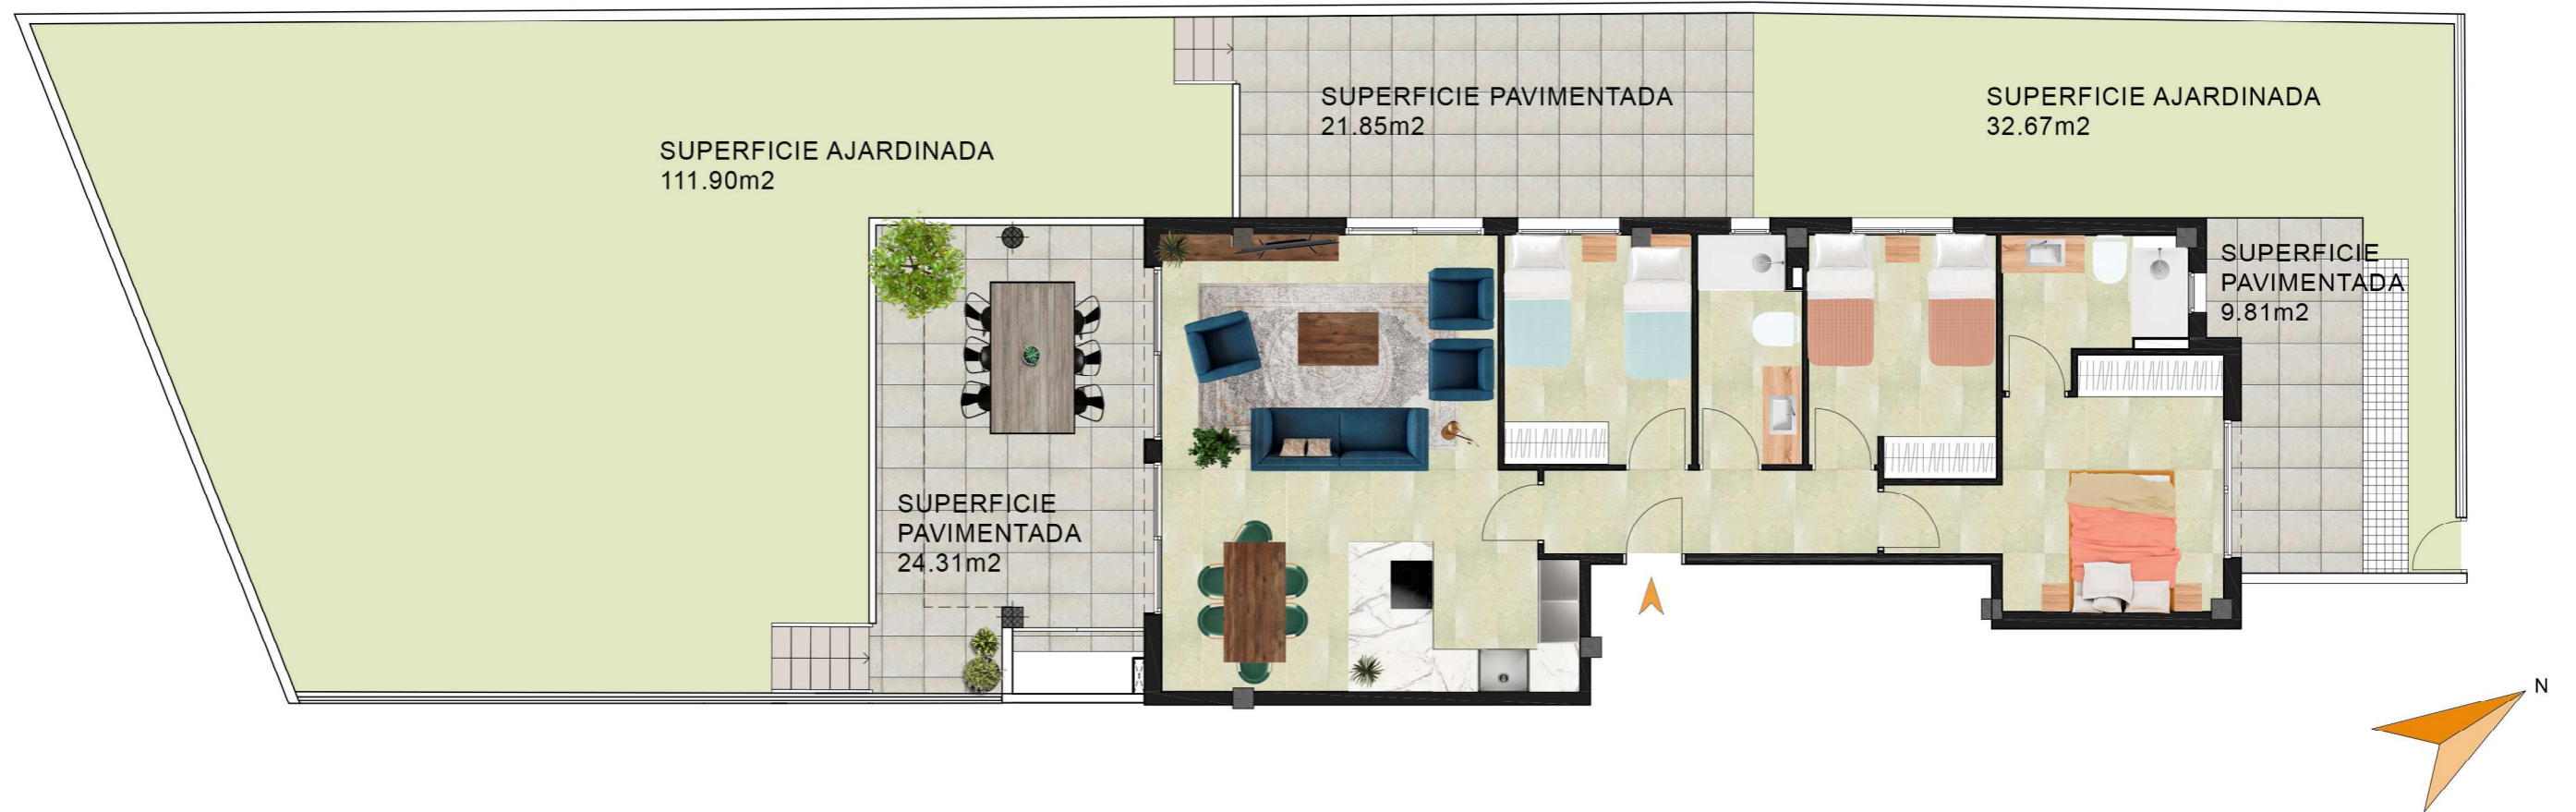 SUPERFICIE AJARDINADA
111.90m2
SUPERFICIE PAVIMENTADA
21.85m2
SUPERFICIE AJARDINADA
32.67m2
SUPERFICIE
PAVIMENTADA
9.81m2
SUPERFICIE
PAVIMENTADA
24.31m2
N